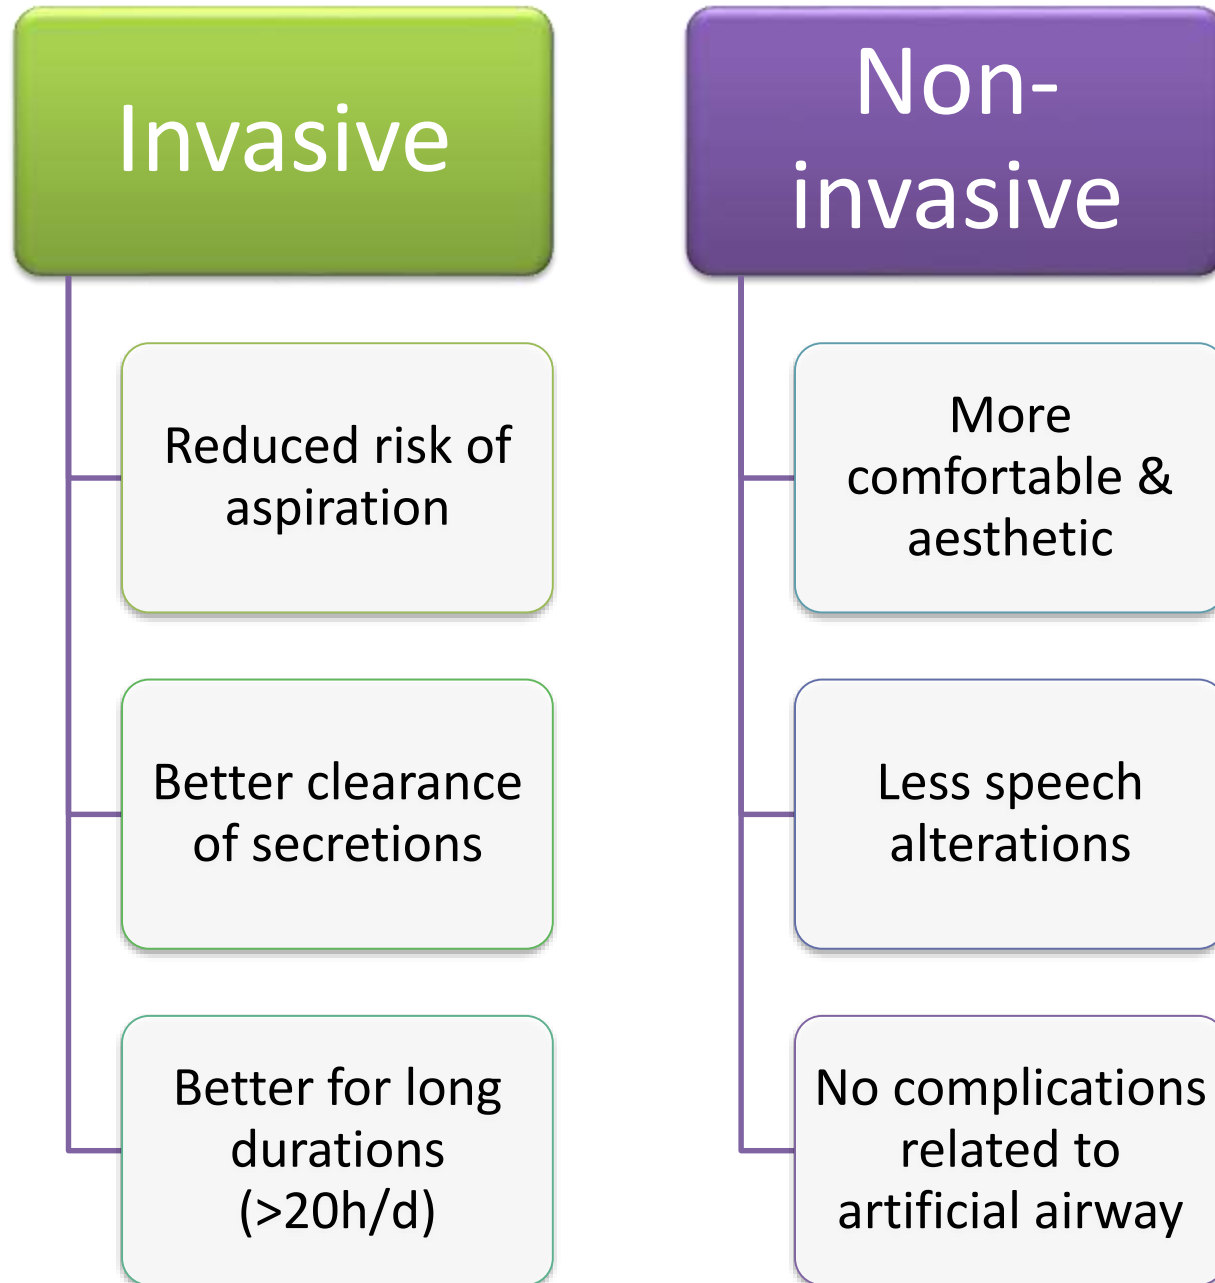 Invasive
Reduced risk of
aspiration
Better clearance
of secretions
Better for long
durations
(>20h/d)
Non-
invasive
More
comfortable &
aesthetic
Less speech
alterations
No complications
related to
artificial airway